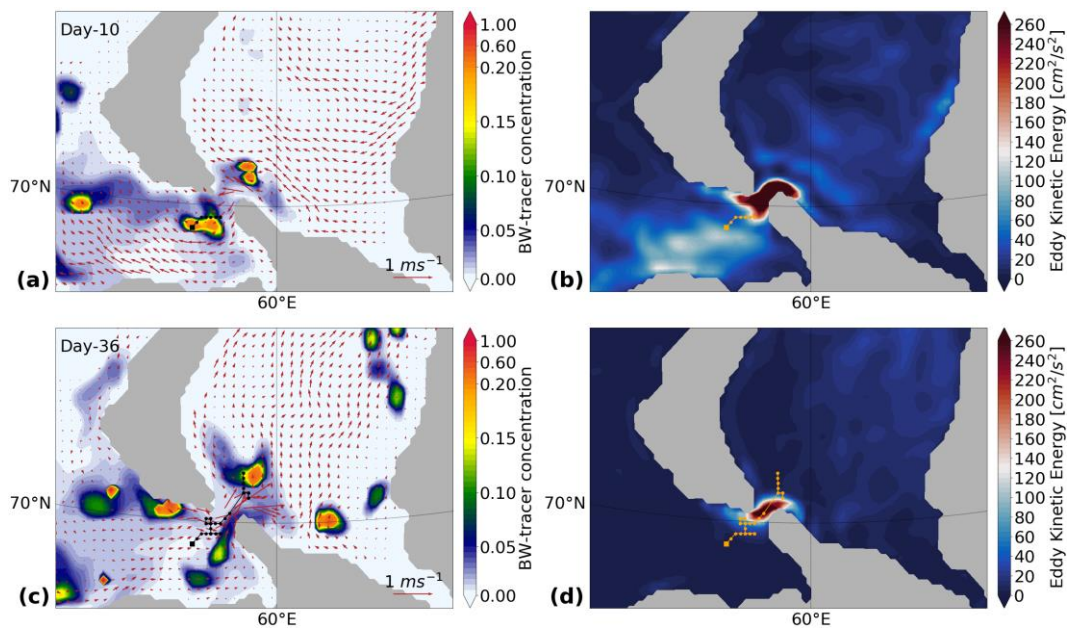 Day-10
70°N
(a)
1 ms⁻¹
60°E
1.00
0.60
0.20
0.15
0.10
0.05
0.00
BW-tracer concentration
70°N
(b)
60°E
260
240
220
200
180
160
140
120
100
80
60
40
20
0
Eddy Kinetic Energy [cm²/s²]
Day-36
70°N
(c)
1 ms⁻¹
60°E
1.00
0.60
0.20
0.15
0.10
0.05
0.00
BW-tracer concentration
70°N
(d)
60°E
260
240
220
200
180
160
140
120
100
80
60
40
20
0
Eddy Kinetic Energy [cm²/s²]